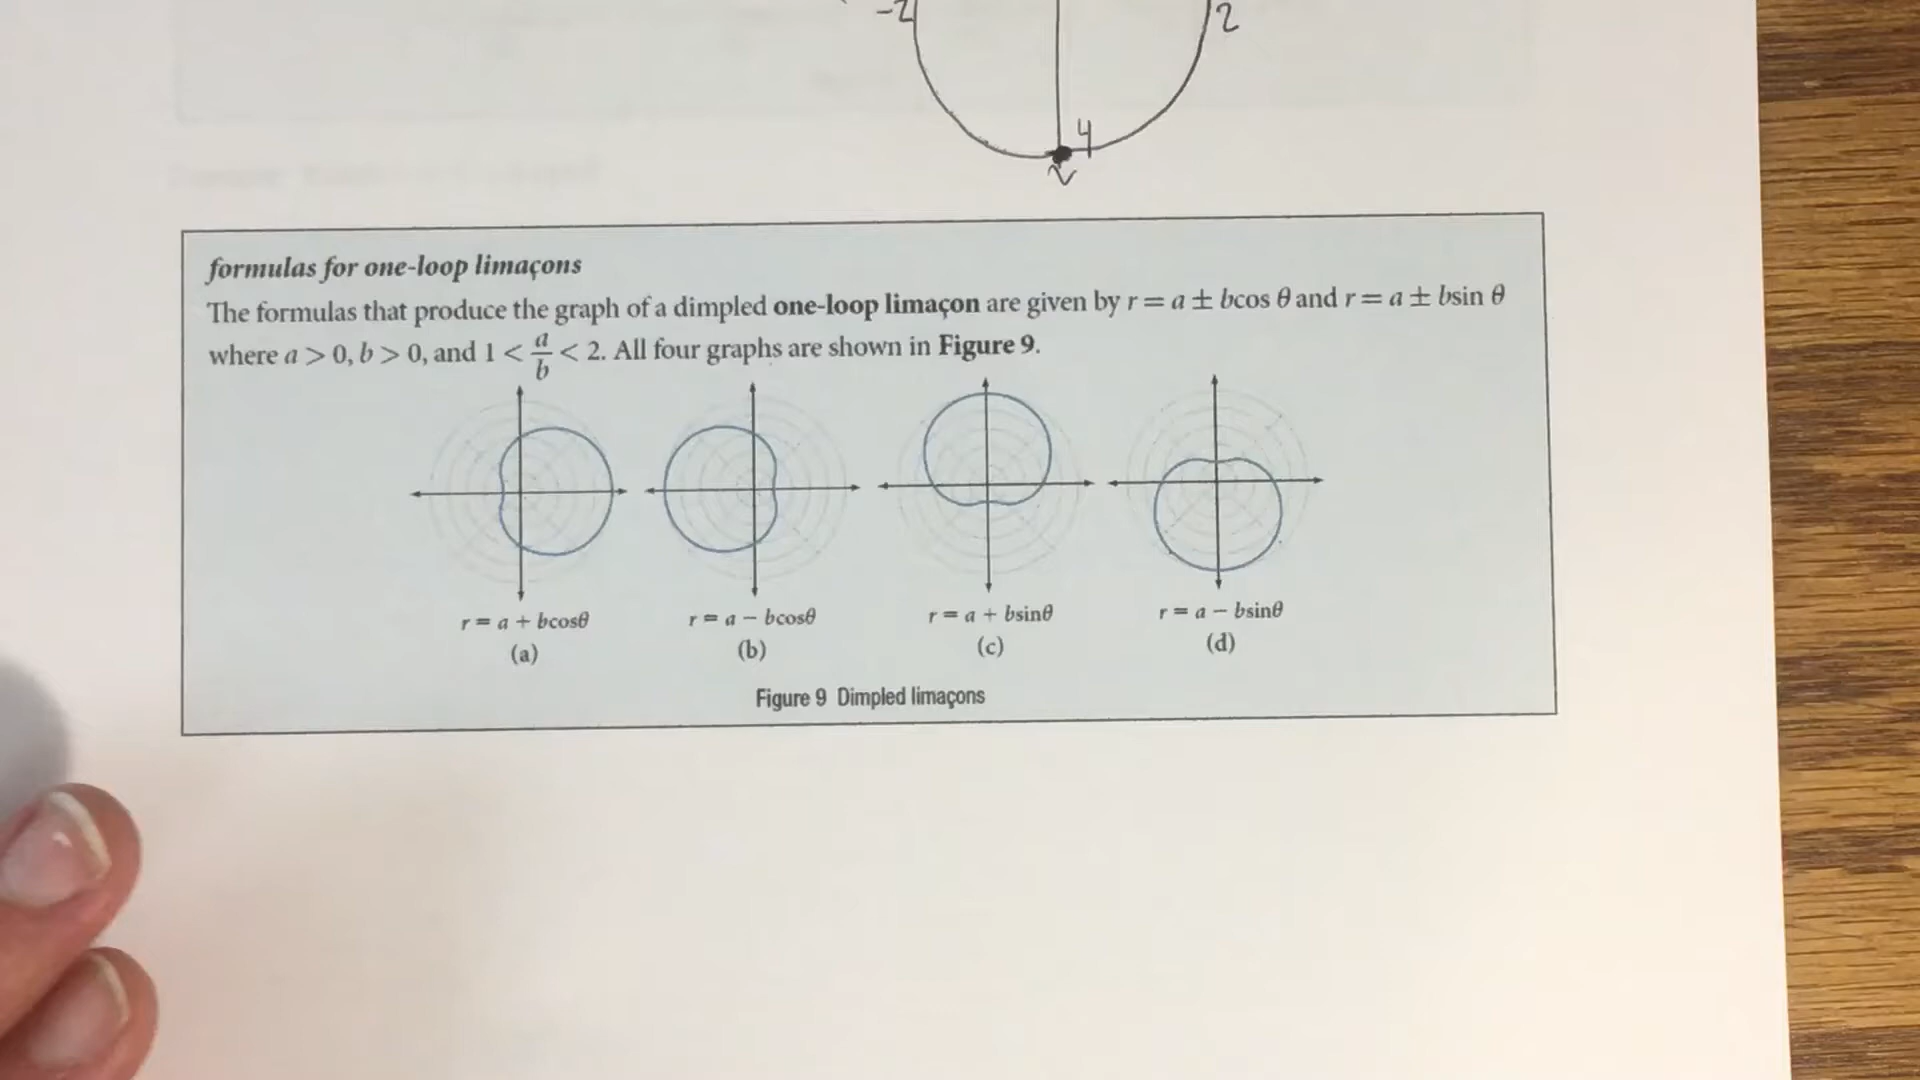 -2
2
4
formulas for one-loop limaçons
The formulas that produce the graph of a dimpled one-loop limaçon are given by r = a ± bcos θ and r = a ± bsin θ
where a > 0, b > 0, and 1 < a/b < 2. All four graphs are shown in Figure 9.
r = a + bcosθ r = a − bcosθ r = a + bsinθ r = a − bsinθ
(a) (b) (c) (d)
Figure 9 Dimpled limaçons